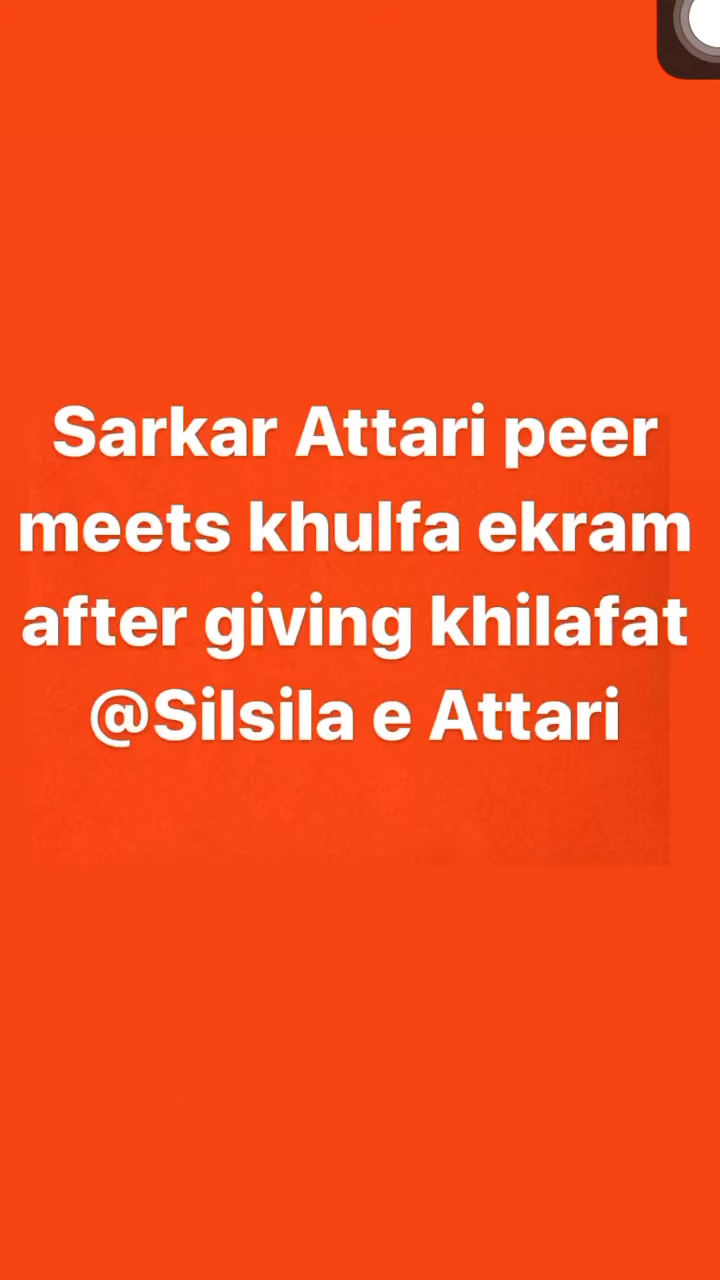 Sarkar Attari peer
meets khulfa ekram
after giving khilafat
@Silsila e Attari